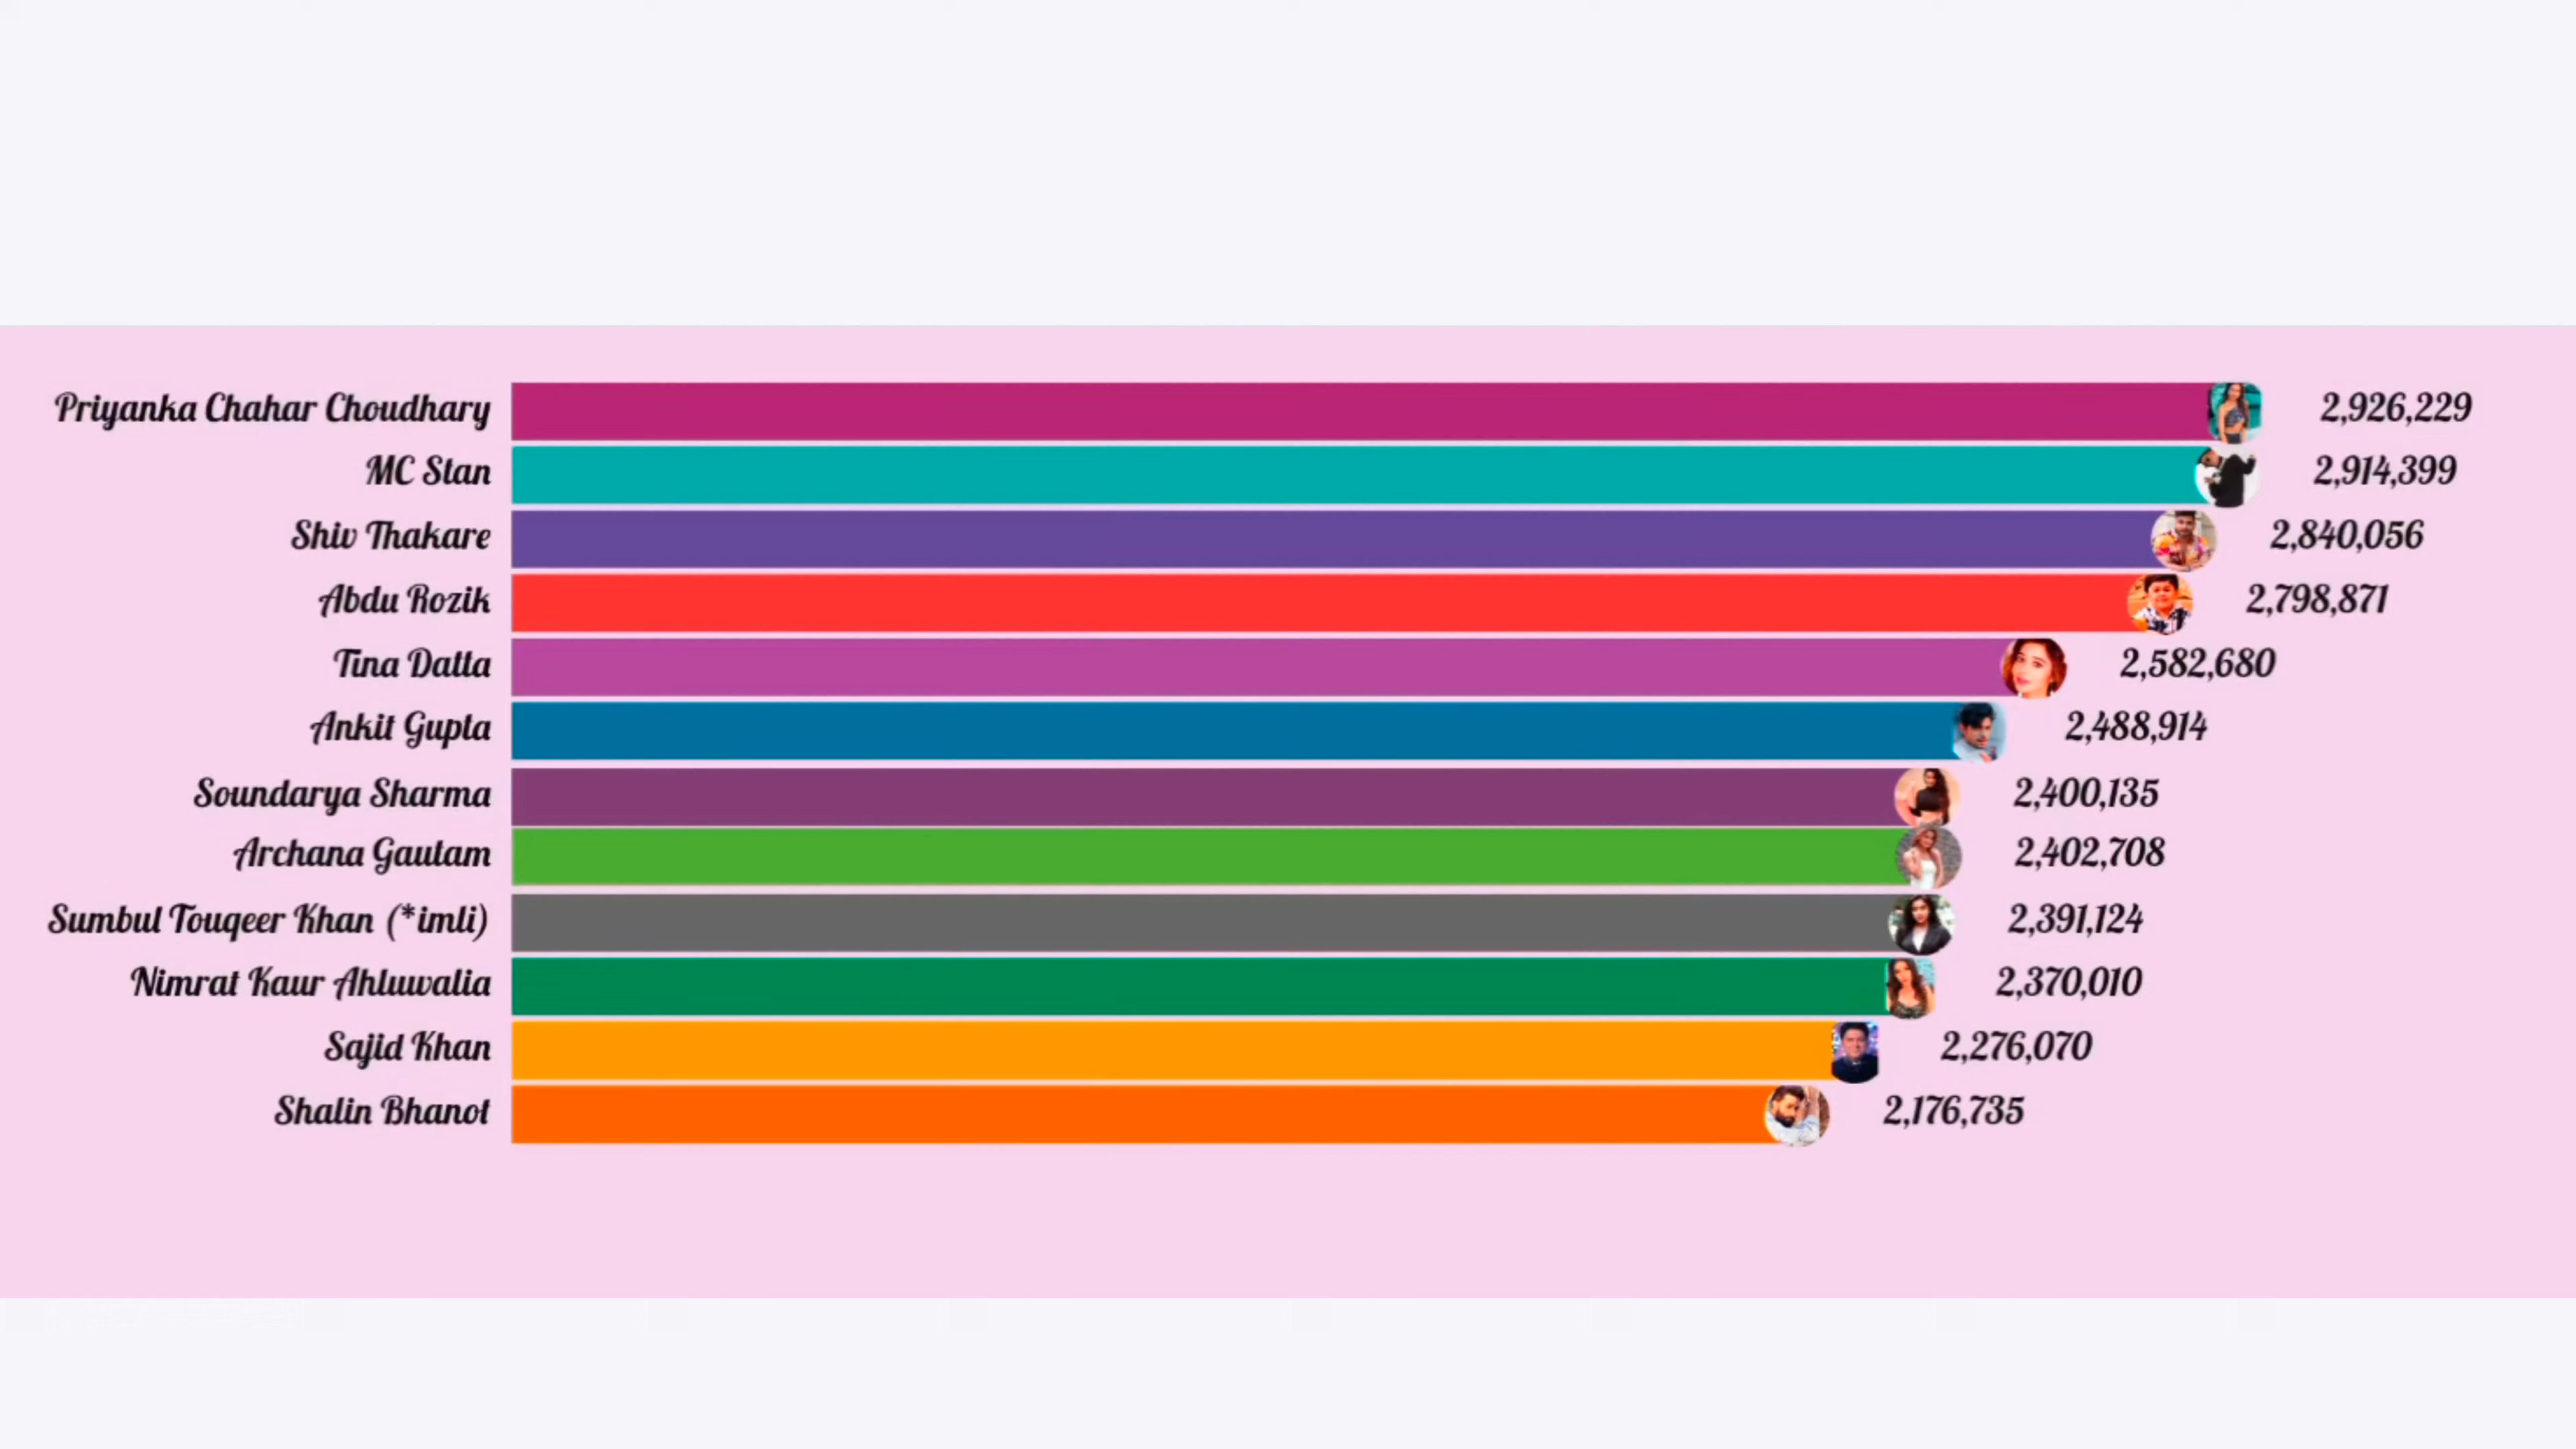 Priyanka Chahar Choudhary 2,926,229
MC Stan 2,914,399
Shiv Thakare 2,840,056
Abdu Rozik 2,798,871
Tina Datta 2,582,680
Ankit Gupta 2,488,914
Soundarya Sharma 2,400,135
Archana Gautam 2,402,708
Sumbul Touqeer Khan (*imli) 2,391,124
Nimrat Kaur Ahluwalia 2,370,010
Sajid Khan 2,276,070
Shalin Bhanot 2,176,735